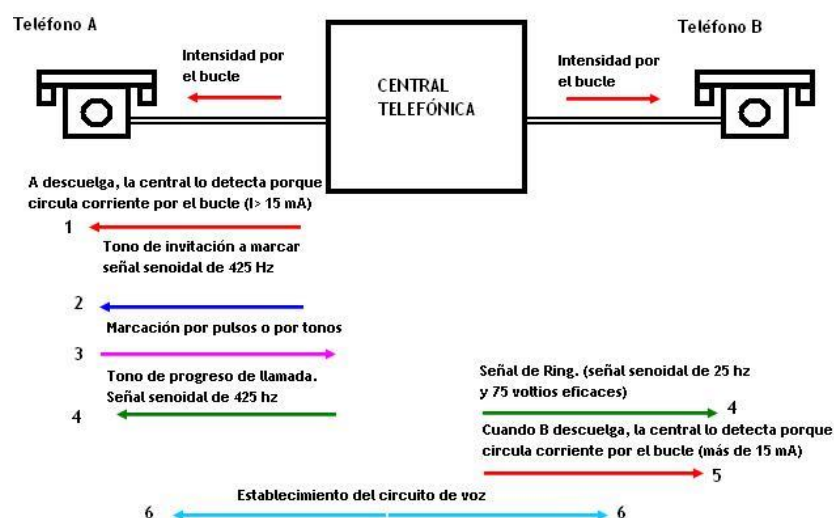 Teléfono A
Teléfono B
Intensidad por
el bucle
CENTRAL
TELEFÓNICA
Intensidad por
el bucle
A descuelga, la central lo detecta porque
circula corriente por el bucle (I> 15 mA)
1
Tono de invitación a marcar
señal senoidal de 425 Hz
2
Marcación por pulsos o por tonos
3
Tono de progreso de llamada.
Señal senoidal de 425 hz
4
Señal de Ring. (señal senoidal de 25 hz
y 75 voltios eficaces)
4
Cuando B descuelga, la central lo detecta porque
circula corriente por el bucle (más de 15 mA)
5
Establecimiento del circuito de voz
6
6